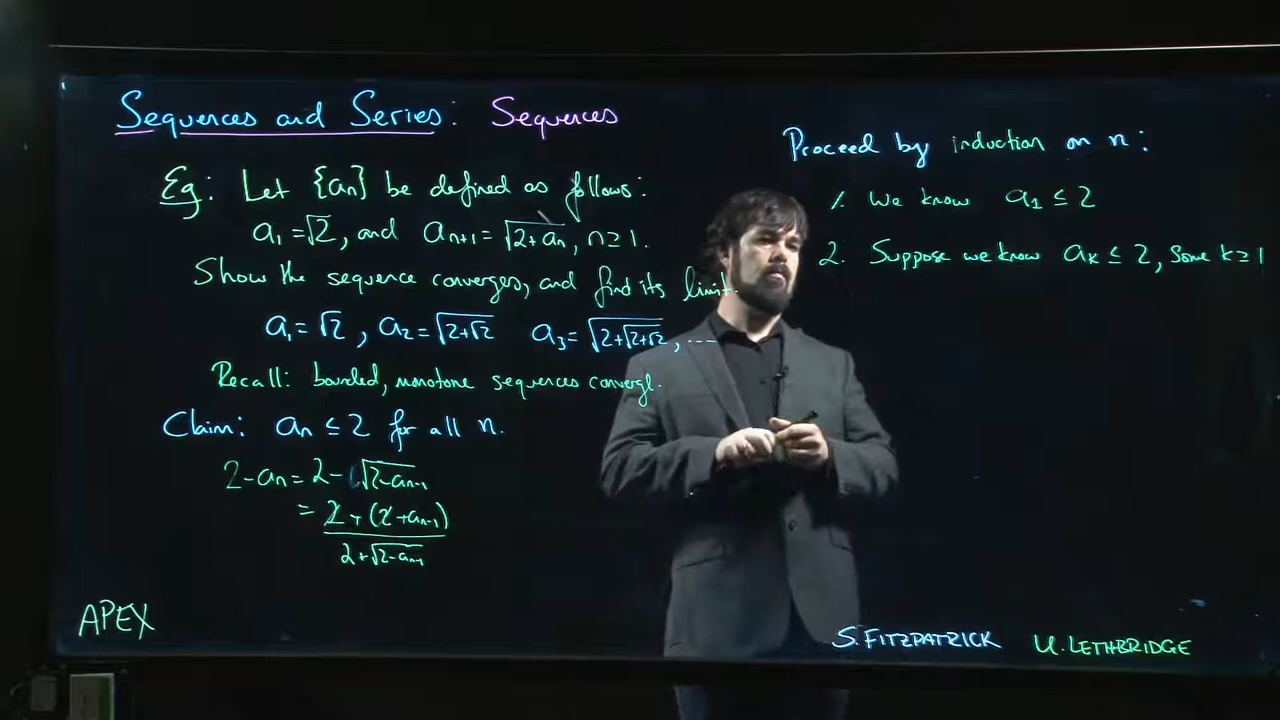 Sequences and Series: Sequences
Eg: Let {an} be defined as follows:
a₁ = √2, and aₙ₊₁ = √(2+aₙ), n ≥ 1.
Show the sequence converges, and find its limit.
a₁ = √2, a₂ = √(2+√2) a₃ = √(2+√(2+√2)), ...
Recall: bounded, monotone sequences converge.
Claim: aₙ ≤ 2 for all n.
2-aₙ = 2-√(2-aₙ₋₁)
= (2+(2+aₙ₋₁))/(2+√(2-aₙ₋₁))
APEX
Proceed by induction on n:
1. We know a₁ ≤ 2
2. Suppose we know aₖ ≤ 2, some k ≥ 1
S. FITZPATRICK U. LETHBRIDGE